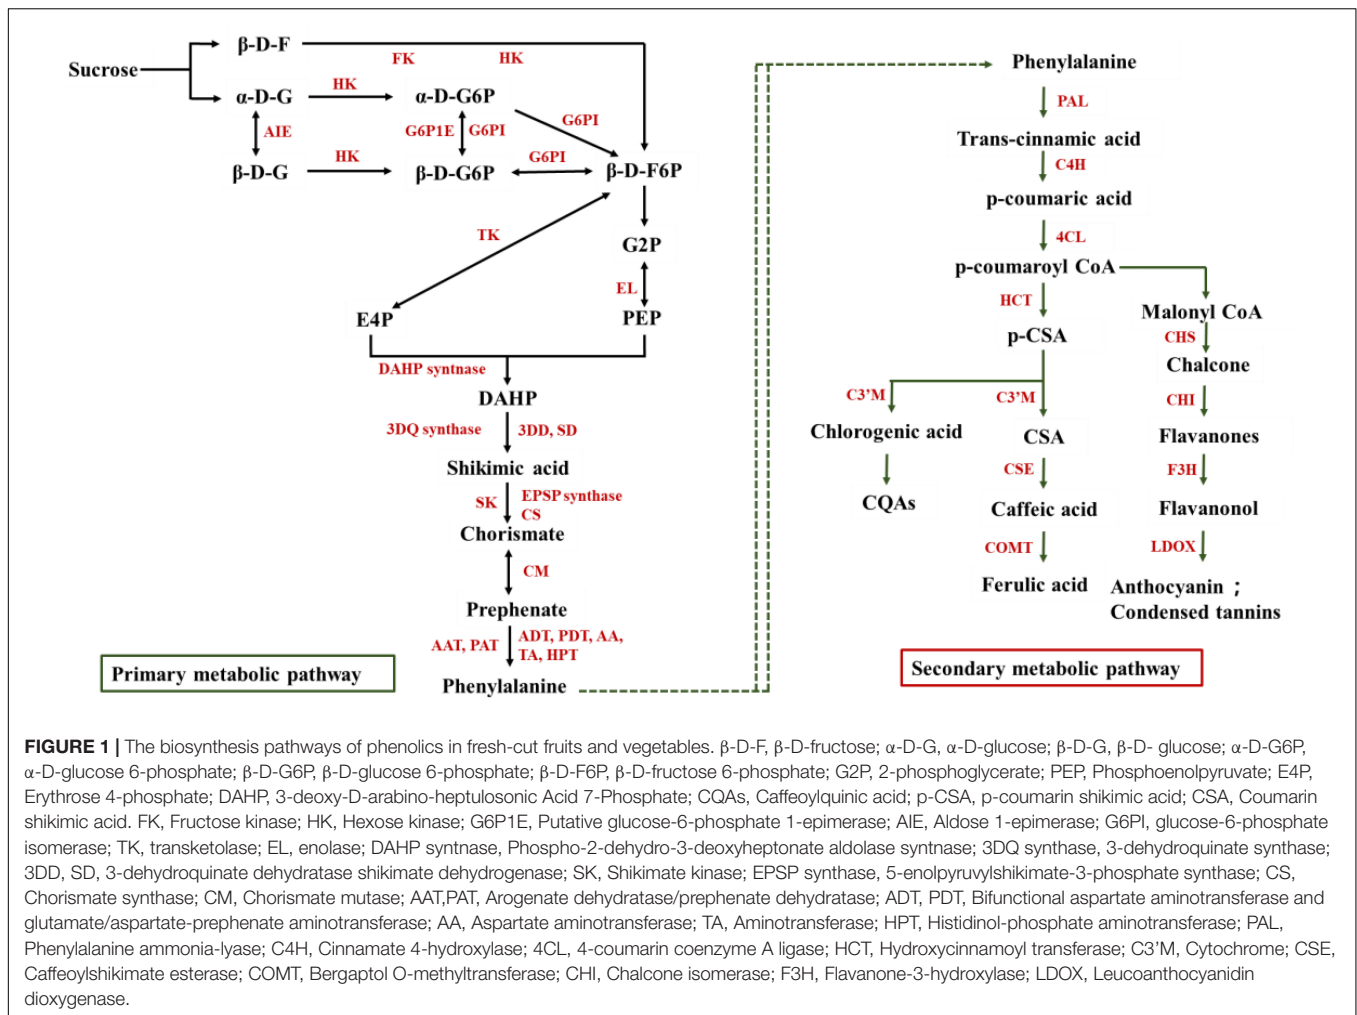 Sucrose
β-D-F
FK
HK
α-D-G
HK
α-D-G6P
AIE
G6P1E
G6PI
G6PI
β-D-G
HK
β-D-G6P
G6PI
β-D-F6P
TK
G2P
EL
E4P
PEP
DAHP syntnase
DAHP
3DQ synthase
3DD, SD
Shikimic acid
SK
EPSP synthase
CS
Chorismate
CM
Prephenate
AAT, PAT
ADT, PDT, AA,
TA, HPT
Phenylalanine
Primary metabolic pathway
Phenylalanine
PAL
Trans-cinnamic acid
C4H
p-coumaric acid
4CL
p-coumaroyl CoA
HCT
Malonyl CoA
p-CSA
CHS
Chalcone
C3’M
C3’M
CHI
Chlorogenic acid
CSA
Flavanones
CSE
F3H
CQAs
Caffeic acid
Flavanonol
COMT
LDOX
Ferulic acid
Anthocyanin ;
Condensed tannins
Secondary metabolic pathway
FIGURE 1 | The biosynthesis pathways of phenolics in fresh-cut fruits and vegetables. β-D-F, β-D-fructose; α-D-G, α-D-glucose; β-D-G, β-D- glucose; α-D-G6P,
α-D-glucose 6-phosphate; β-D-G6P, β-D-glucose 6-phosphate; β-D-F6P, β-D-fructose 6-phosphate; G2P, 2-phosphoglycerate; PEP, Phosphoenolpyruvate; E4P,
Erythrose 4-phosphate; DAHP, 3-deoxy-D-arabino-heptulosonic Acid 7-Phosphate; CQAs, Caffeoylquinic acid; p-CSA, p-coumarin shikimic acid; CSA, Coumarin
shikimic acid. FK, Fructose kinase; HK, Hexose kinase; G6P1E, Putative glucose-6-phosphate 1-epimerase; AIE, Aldose 1-epimerase; G6PI, glucose-6-phosphate
isomerase; TK, transketolase; EL, enolase; DAHP syntnase, Phospho-2-dehydro-3-deoxyheptonate aldolase syntnase; 3DQ synthase, 3-dehydroquinate synthase;
3DD, SD, 3-dehydroquinate dehydratase shikimate dehydrogenase; SK, Shikimate kinase; EPSP synthase, 5-enolpyruvylshikimate-3-phosphate synthase; CS,
Chorismate synthase; CM, Chorismate mutase; AAT,PAT, Arogenate dehydratase/prephenate dehydratase; ADT, PDT, Bifunctional aspartate aminotransferase and
glutamate/aspartate-prephenate aminotransferase; AA, Aspartate aminotransferase; TA, Aminotransferase; HPT, Histidinol-phosphate aminotransferase; PAL,
Phenylalanine ammonia-lyase; C4H, Cinnamate 4-hydroxylase; 4CL, 4-coumarin coenzyme A ligase; HCT, Hydroxycinnamoyl transferase; C3’M, Cytochrome; CSE,
Caffeoylshikimate esterase; COMT, Bergaptol O-methyltransferase; CHI, Chalcone isomerase; F3H, Flavanone-3-hydroxylase; LDOX, Leucoanthocyanidin
dioxygenase.